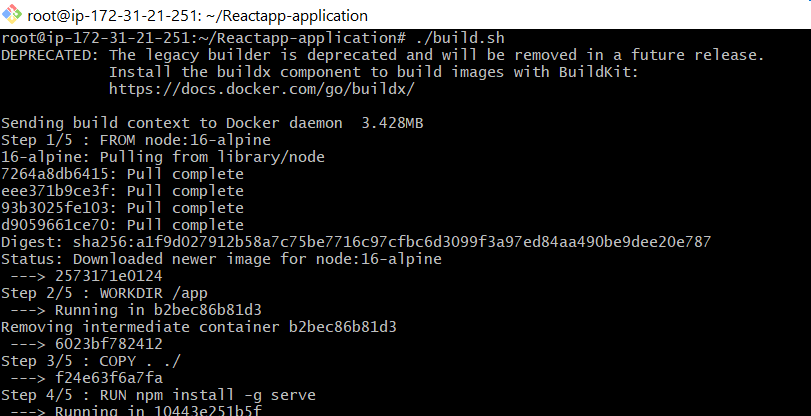 root@ip-172-31-21-251: ~/Reactapp-application
root@ip-172-31-21-251:~/Reactapp-application# ./build.sh
DEPRECATED: The legacy builder is deprecated and will be removed in a future release.
            Install the buildx component to build images with BuildKit:
            https://docs.docker.com/go/buildx/

Sending build context to Docker daemon  3.428MB
Step 1/5 : FROM node:16-alpine
16-alpine: Pulling from library/node
7264a8db6415: Pull complete
eee371b9ce3f: Pull complete
93b3025fe103: Pull complete
d9059661ce70: Pull complete
Digest: sha256:a1f9d027912b58a7c75be7716c97cfbc6d3099f3a97ed84aa490be9dee20e787
Status: Downloaded newer image for node:16-alpine
 ---> 2573171e0124
Step 2/5 : WORKDIR /app
 ---> Running in b2bec86b81d3
Removing intermediate container b2bec86b81d3
 ---> 6023bf782412
Step 3/5 : COPY . ./
 ---> f24e63f6a7fa
Step 4/5 : RUN npm install -g serve
 ---> Running in 10443e251b5f